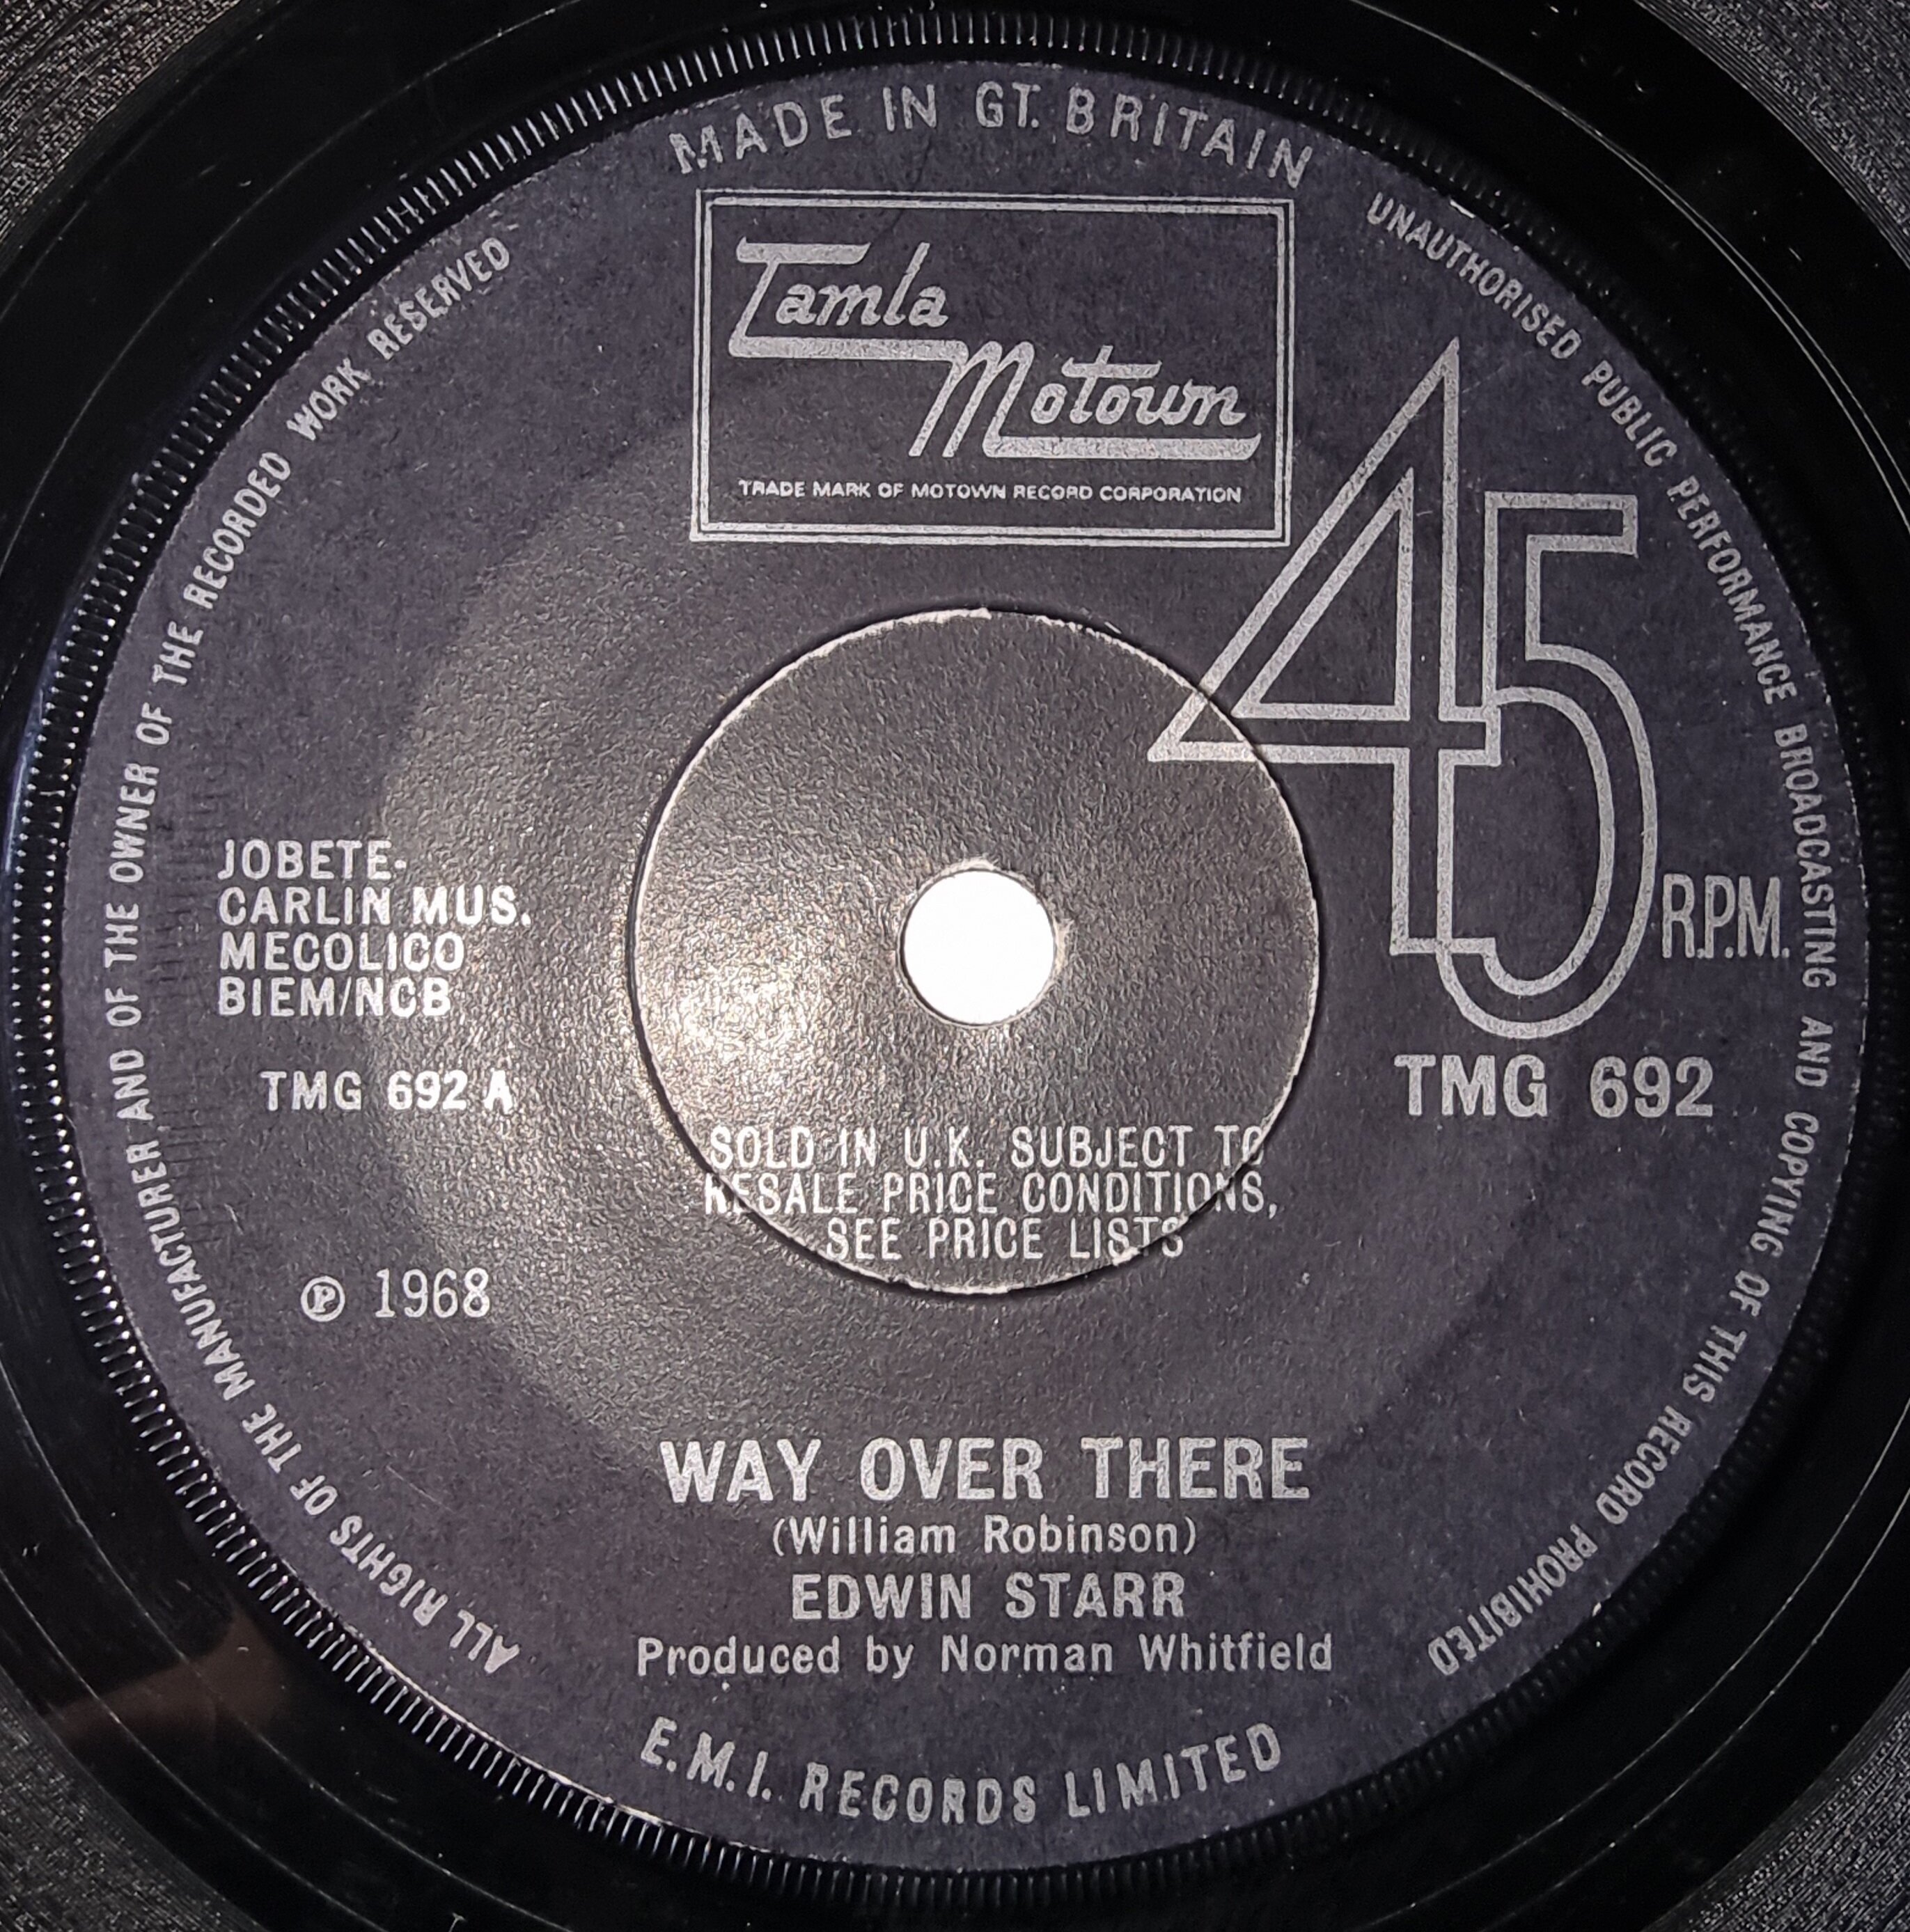 MADE IN GT. BRITAIN
Tamla
Motown
TRADE MARK OF MOTOWN RECORD CORPORATION
45
R.P.M.
JOBETE-
CARLIN MUS.
MECOLICO
BIEM/NCB
TMG 692 A
TMG 692
SOLD IN U.K. SUBJECT TO
RESALE PRICE CONDITIONS,
SEE PRICE LISTS
Ⓟ 1968
WAY OVER THERE
(William Robinson)
EDWIN STARR
Produced by Norman Whitfield
E.M.I. RECORDS LIMITED
ALL RIGHTS OF THE MANUFACTURER AND OF THE OWNER OF THE RECORDED WORK RESERVED
UNAUTHORISED PUBLIC PERFORMANCE BROADCASTING AND COPYING OF THIS RECORD PROHIBITED